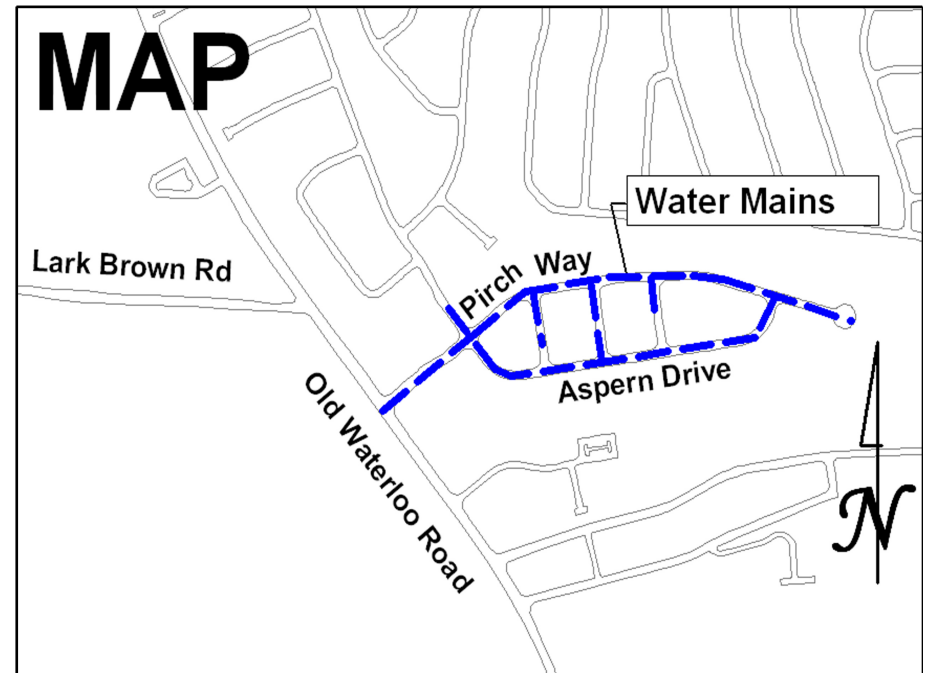 MAP
Water Mains
Lark Brown Rd
Pirch Way
Aspern Drive
Old Waterloo Road
N